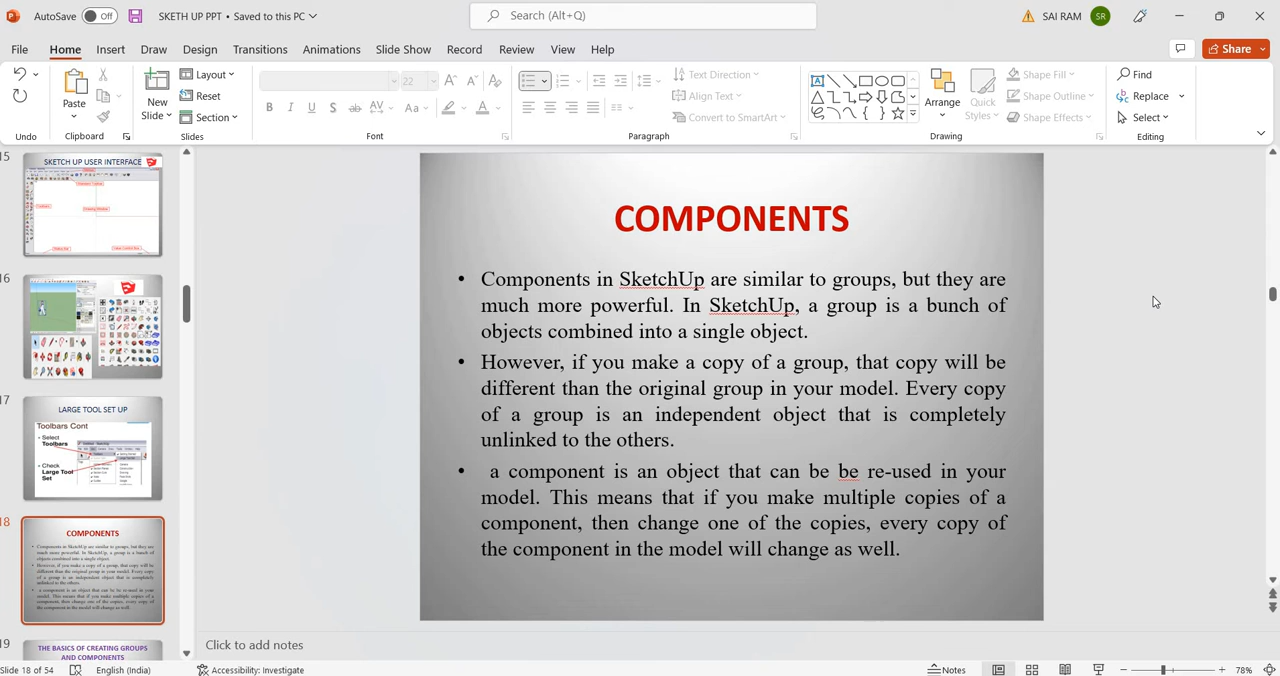 AutoSave Off SKETH UP PPT • Saved to this PC Search (Alt+Q) SAI RAM SR
File Home Insert Draw Design Transitions Animations Slide Show Record Review View Help Share
Paste New Slide Layout Reset Section 22 Text Direction Align Text Convert to SmartArt Arrange Quick Styles Shape Fill Shape Outline Shape Effects Find Replace Select
Undo Clipboard Slides Font Paragraph Drawing Editing
15
SKETCH UP USER INTERFACE
16
17
LARGE TOOL SET UP
Toolbars Cont
• Select
Toolbars
• Check
Large Tool
Set
18
COMPONENTS
19
THE BASICS OF CREATING GROUPS
AND COMPONENTS
COMPONENTS
• Components in SketchUp are similar to groups, but they are
much more powerful. In SketchUp, a group is a bunch of
objects combined into a single object.
• However, if you make a copy of a group, that copy will be
different than the original group in your model. Every copy
of a group is an independent object that is completely
unlinked to the others.
• a component is an object that can be be re-used in your
model. This means that if you make multiple copies of a
component, then change one of the copies, every copy of
the component in the model will change as well.
Click to add notes
Slide 18 of 54 English (India) Accessibility: Investigate Notes 78%